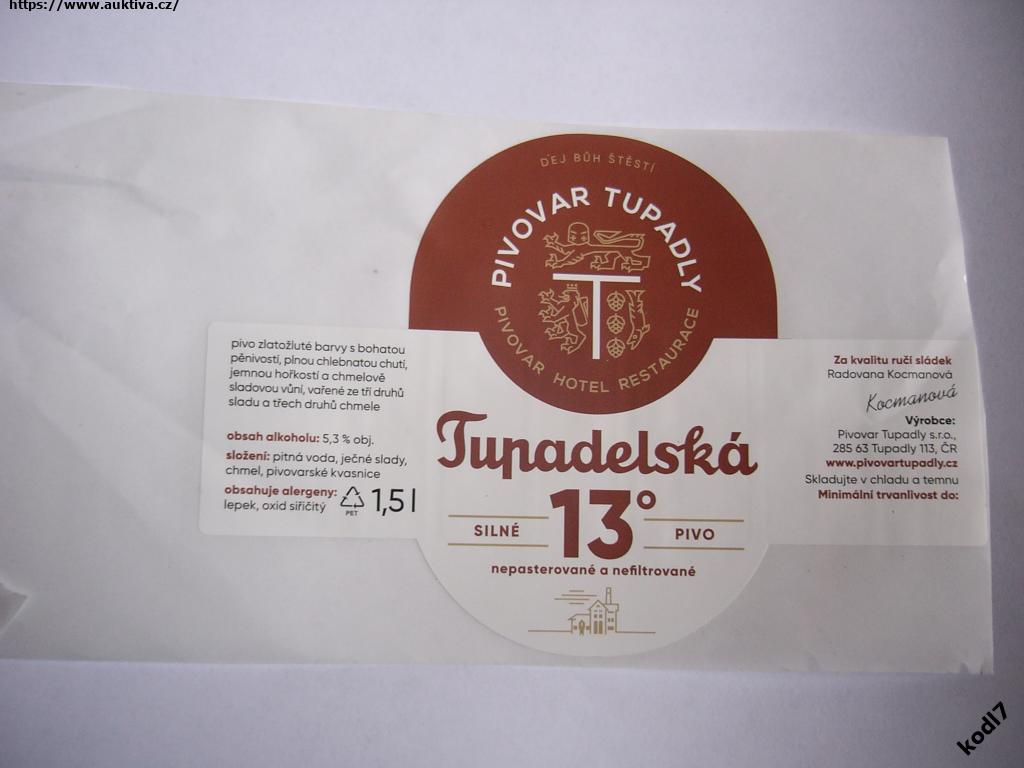 https://www.auktiva.cz/
DEJ BŮH ŠTĚSTÍ
PIVOVAR TUPADLY
T
PIVOVAR HOTEL RESTAURACE
pivo zlatožluté barvy s bohatou
pěnivostí, plnou chlebnatou chutí,
jemnou hořkostí a chmelově
sladovou vůní, vařené ze tří druhů
sladu a třech druhů chmele
obsah alkoholu: 5,3 % obj.
složení: pitná voda, ječné slady,
chmel, pivovarské kvasnice
obsahuje alergeny:
lepek, oxid siřičitý
PET
1,5 l
Tupadelská
13°
SILNÉ PIVO
nepasterované a nefiltrované
Za kvalitu ručí sládek
Radovana Kocmanová
Kocmanová
Výrobce:
Pivovar Tupadly s.r.o.,
285 63 Tupadly 113, ČR
www.pivovartupadly.cz
Skladujte v chladu a temnu
Minimální trvanlivost do:
kodl7